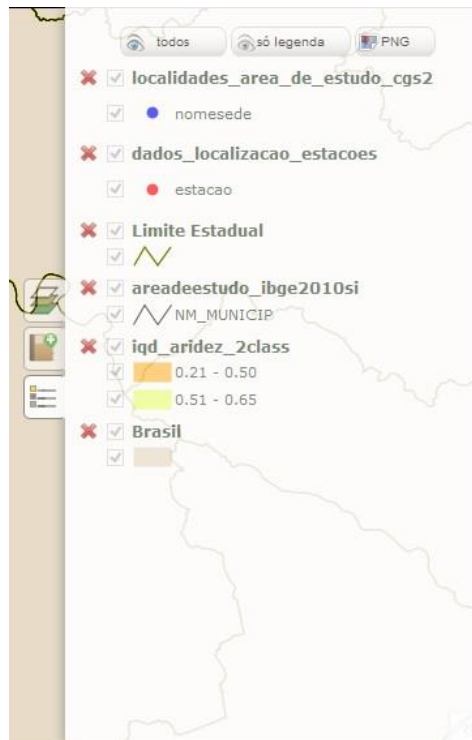 todos só legenda PNG
localidades_area_de_estudo_cgs2
nomesede
dados_localizacao_estacoes
estacao
Limite Estadual
areadeestudo_ibge2010si
NM_MUNICIP
iqd_aridez_2class
0.21 - 0.50
0.51 - 0.65
Brasil